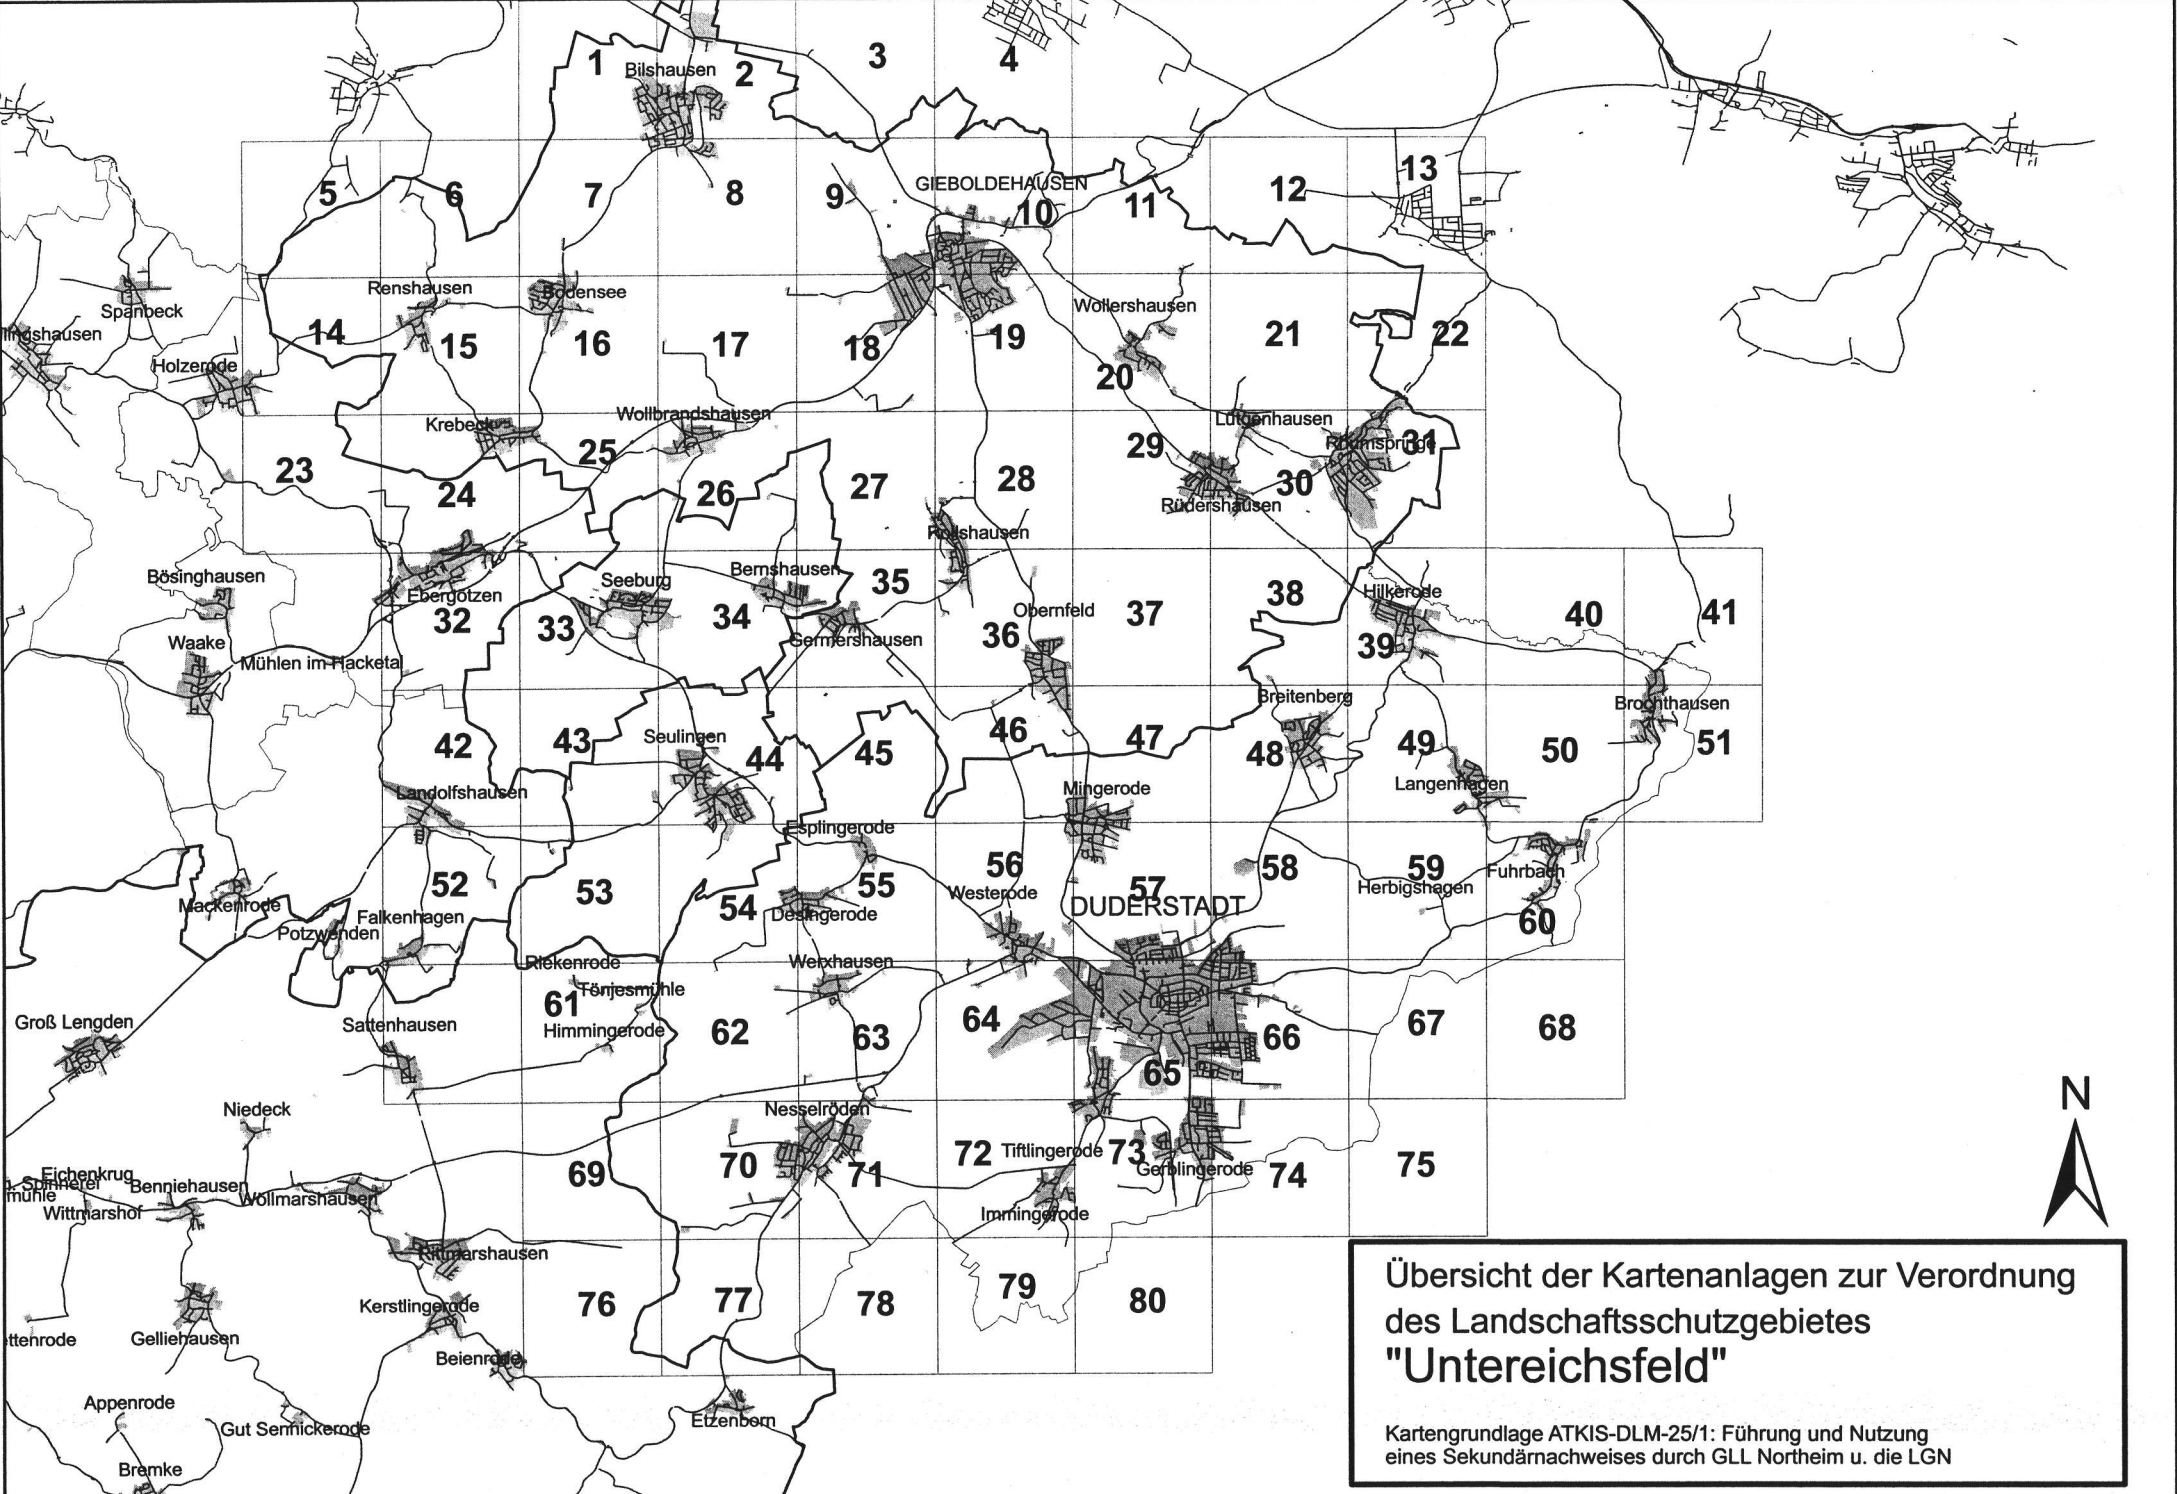 1
2
3
4
Bilshausen
5
6
7
8
9
GIEBOLDEHAUSEN
10
11
12
13
Spanbeck
Renshausen
Bodensee
Wollershausen
14
15
16
17
18
19
20
21
22
Holzerode
Krebeck
Wollbrandshausen
Lütgenhausen
Rhumspringe
23
24
25
26
27
28
29
30
31
Rüdershausen
Rollshausen
Bösinghausen
Ebergötzen
Seeburg
Bernshausen
Germershausen
Obernfeld
Hilkerode
32
33
34
35
36
37
38
39
40
41
Waake
Mühlen im Hacketal
Breitenberg
Brochthausen
42
43
Seulingen
44
45
46
47
48
49
50
51
Landolfshausen
Mingerode
Langenhagen
Esplingerode
52
53
54
55
56
57
58
59
60
Mackenrode
Potzwenden
Falkenhagen
Desingerode
Westerode
DUDERSTADT
Herbigshagen
Fuhrbach
Riekenrode
Tönjesmühle
Werxhausen
61
62
63
64
65
66
67
68
Groß Lengden
Sattenhausen
Himmingerode
Niedeck
Nesselröden
69
70
71
72
Tiftlingerode
73
Gerblingerode
74
75
Eichenkrug
Wittmarshof
Benniehausen
Wöllmarshausen
Immingerode
Rittmarshausen
Kerstlingerode
76
77
78
79
80
Gelliehausen
Beienrode
Appenrode
Gut Sennickerode
Etzenborn
Bremke
N
Übersicht der Kartenanlagen zur Verordnung
des Landschaftsschutzgebietes
"Untereichsfeld"
Kartengrundlage ATKIS-DLM-25/1: Führung und Nutzung
eines Sekundärnachweises durch GLL Northeim u. die LGN